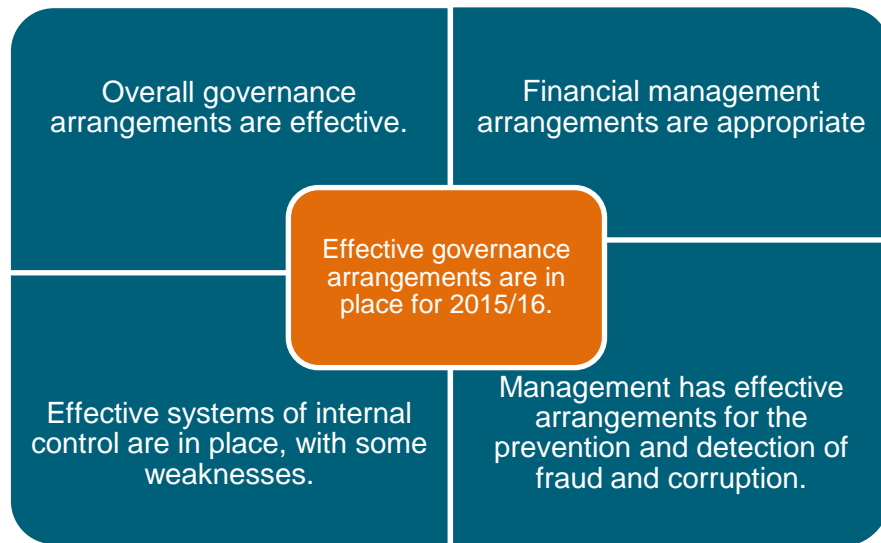 Overall governance
arrangements are effective.
Financial management
arrangements are appropriate
Effective governance
arrangements are in
place for 2015/16.
Effective systems of internal
control are in place, with some
weaknesses.
Management has effective
arrangements for the
prevention and detection of
fraud and corruption.